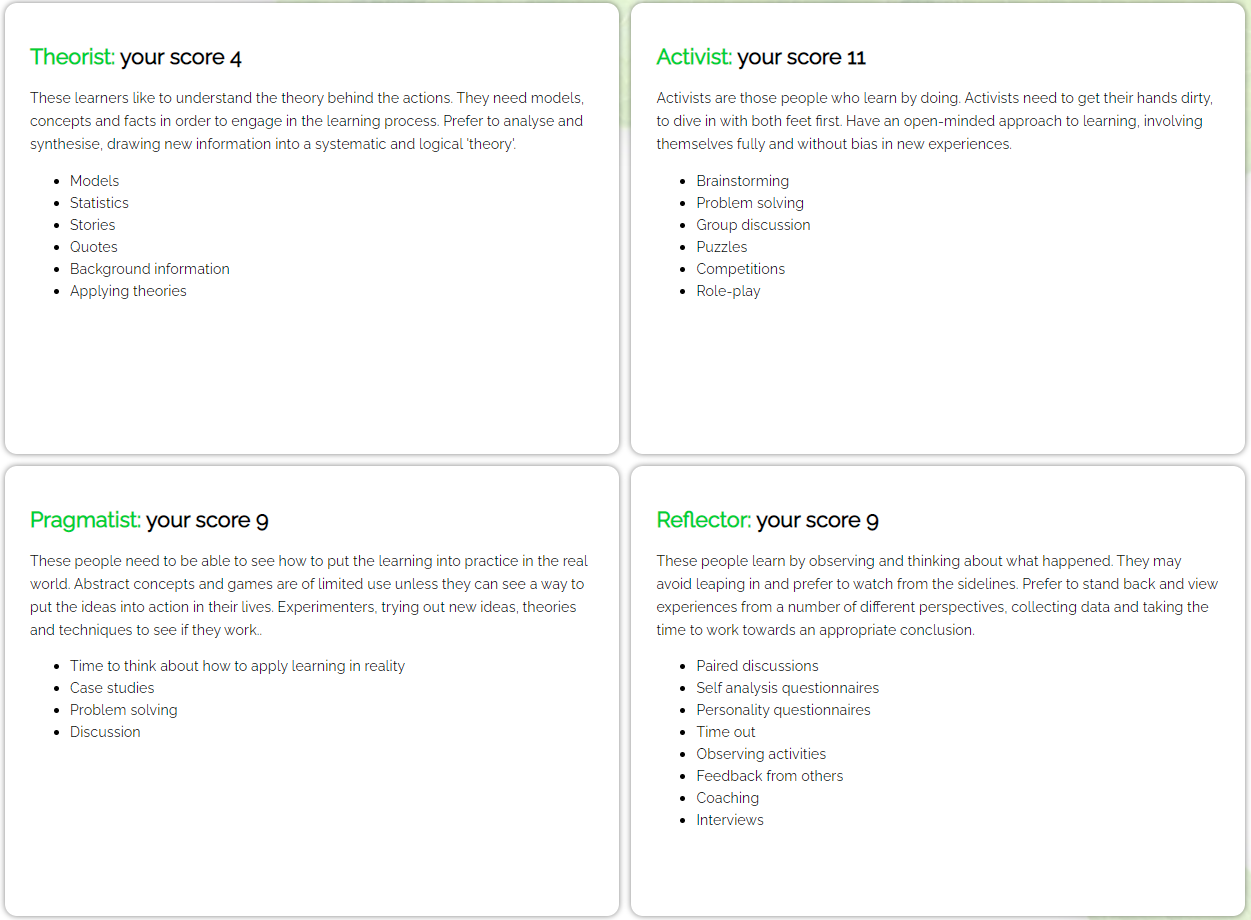 Theorist: your score 4
These learners like to understand the theory behind the actions. They need models,
concepts and facts in order to engage in the learning process. Prefer to analyse and
synthesise, drawing new information into a systematic and logical 'theory'.
• Models
• Statistics
• Stories
• Quotes
• Background information
• Applying theories
Activist: your score 11
Activists are those people who learn by doing. Activists need to get their hands dirty,
to dive in with both feet first. Have an open-minded approach to learning, involving
themselves fully and without bias in new experiences.
• Brainstorming
• Problem solving
• Group discussion
• Puzzles
• Competitions
• Role-play
Pragmatist: your score 9
These people need to be able to see how to put the learning into practice in the real
world. Abstract concepts and games are of limited use unless they can see a way to
put the ideas into action in their lives. Experimenters, trying out new ideas, theories
and techniques to see if they work..
• Time to think about how to apply learning in reality
• Case studies
• Problem solving
• Discussion
Reflector: your score 9
These people learn by observing and thinking about what happened. They may
avoid leaping in and prefer to watch from the sidelines. Prefer to stand back and view
experiences from a number of different perspectives, collecting data and taking the
time to work towards an appropriate conclusion.
• Paired discussions
• Self analysis questionnaires
• Personality questionnaires
• Time out
• Observing activities
• Feedback from others
• Coaching
• Interviews